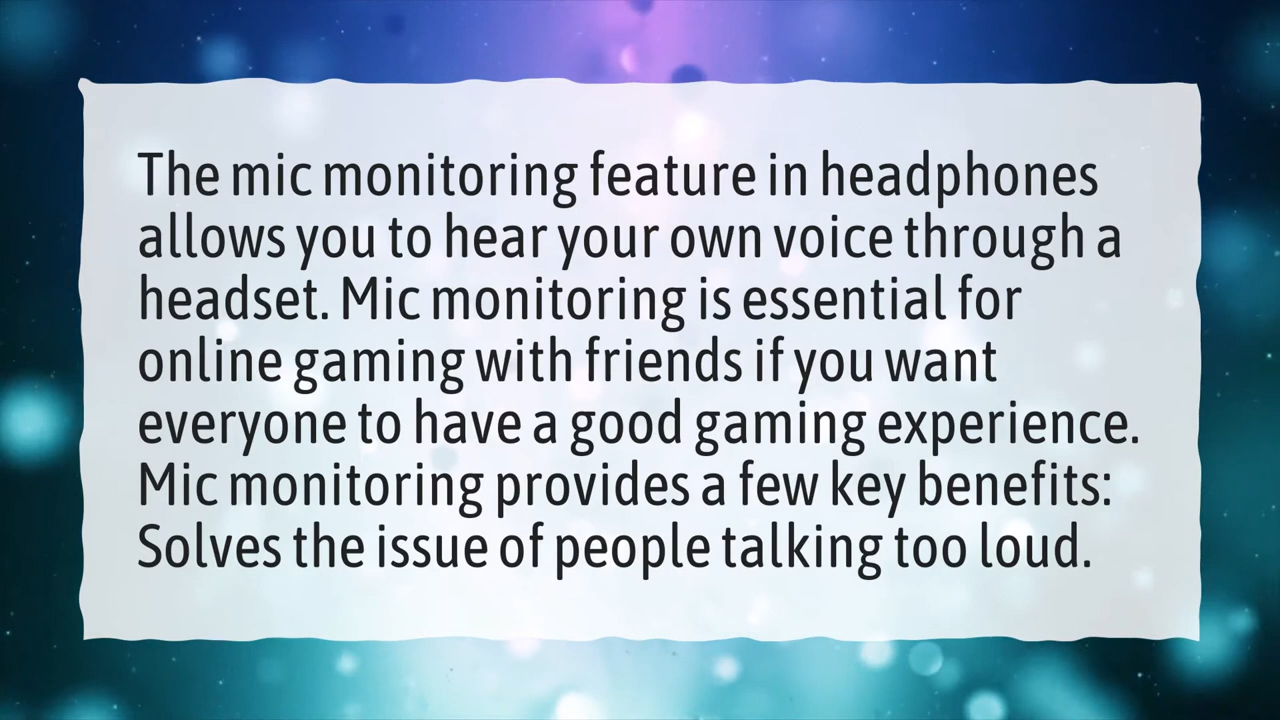 The mic monitoring feature in headphones
allows you to hear your own voice through a
headset. Mic monitoring is essential for
online gaming with friends if you want
everyone to have a good gaming experience.
Mic monitoring provides a few key benefits:
Solves the issue of people talking too loud.